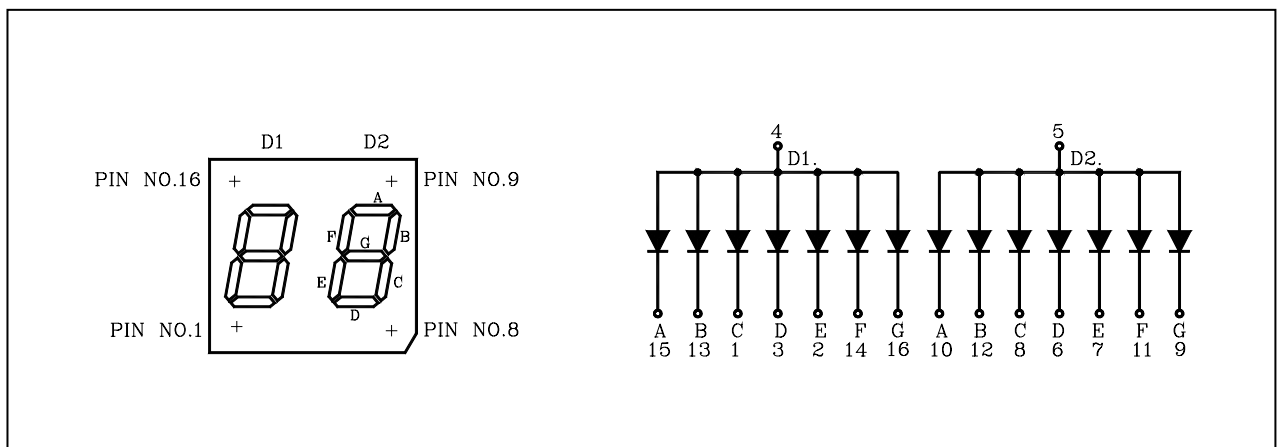 D1 D2
PIN NO.16 PIN NO.9
A
F B
G
E C
D
PIN NO.1 PIN NO.8
4 5
D1. D2.
A B C D E F G A B C D E F G
15 13 1 3 2 14 16 10 12 8 6 7 11 9